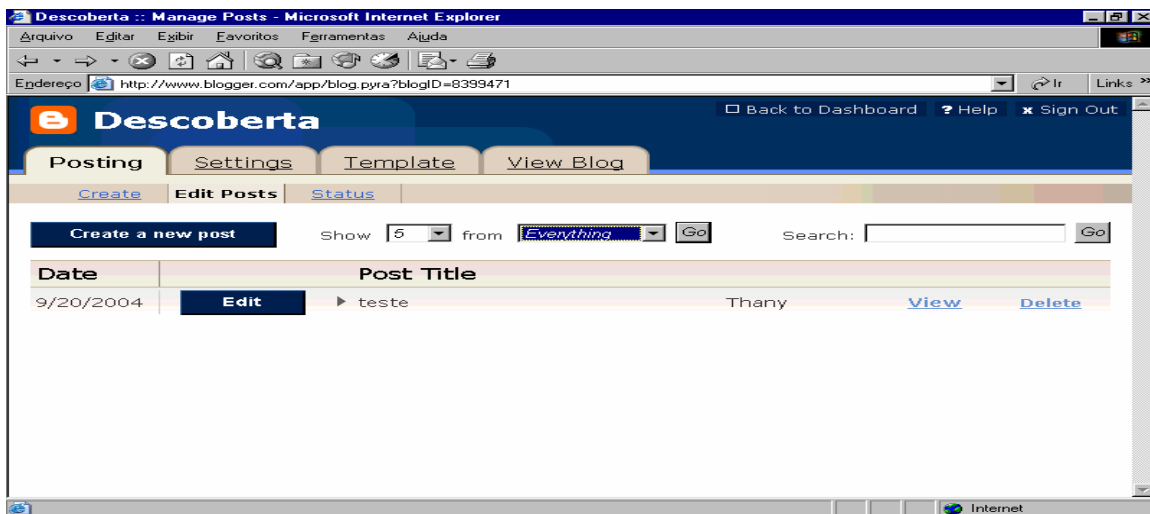 Descoberta :: Manage Posts - Microsoft Internet Explorer
Arquivo Editar Exibir Favoritos Ferramentas Ajuda
Endereço http://www.blogger.com/app/blog.pyra?blogID=8399471 Ir Links »
Descoberta Back to Dashboard ? Help x Sign Out
Posting Settings Template View Blog
Create Edit Posts Status
Create a new post Show 5 from Everything Go Search: Go
Date Post Title
9/20/2004 Edit teste Thany View Delete
Internet